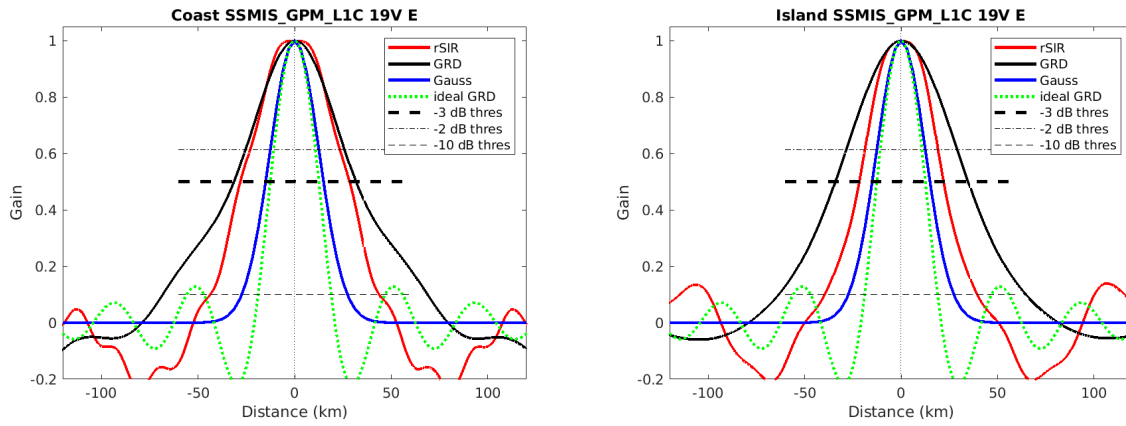 Coast SSMIS_GPM_L1C 19V E
1
0.8
0.6
0.4
0.2
0
-0.2
Gain
-100
-50
0
50
100
Distance (km)
rSIR
GRD
Gauss
ideal GRD
-3 dB thres
-2 dB thres
-10 dB thres
Island SSMIS_GPM_L1C 19V E
1
0.8
0.6
0.4
0.2
0
-0.2
Gain
-100
-50
0
50
100
Distance (km)
rSIR
GRD
Gauss
ideal GRD
-3 dB thres
-2 dB thres
-10 dB thres